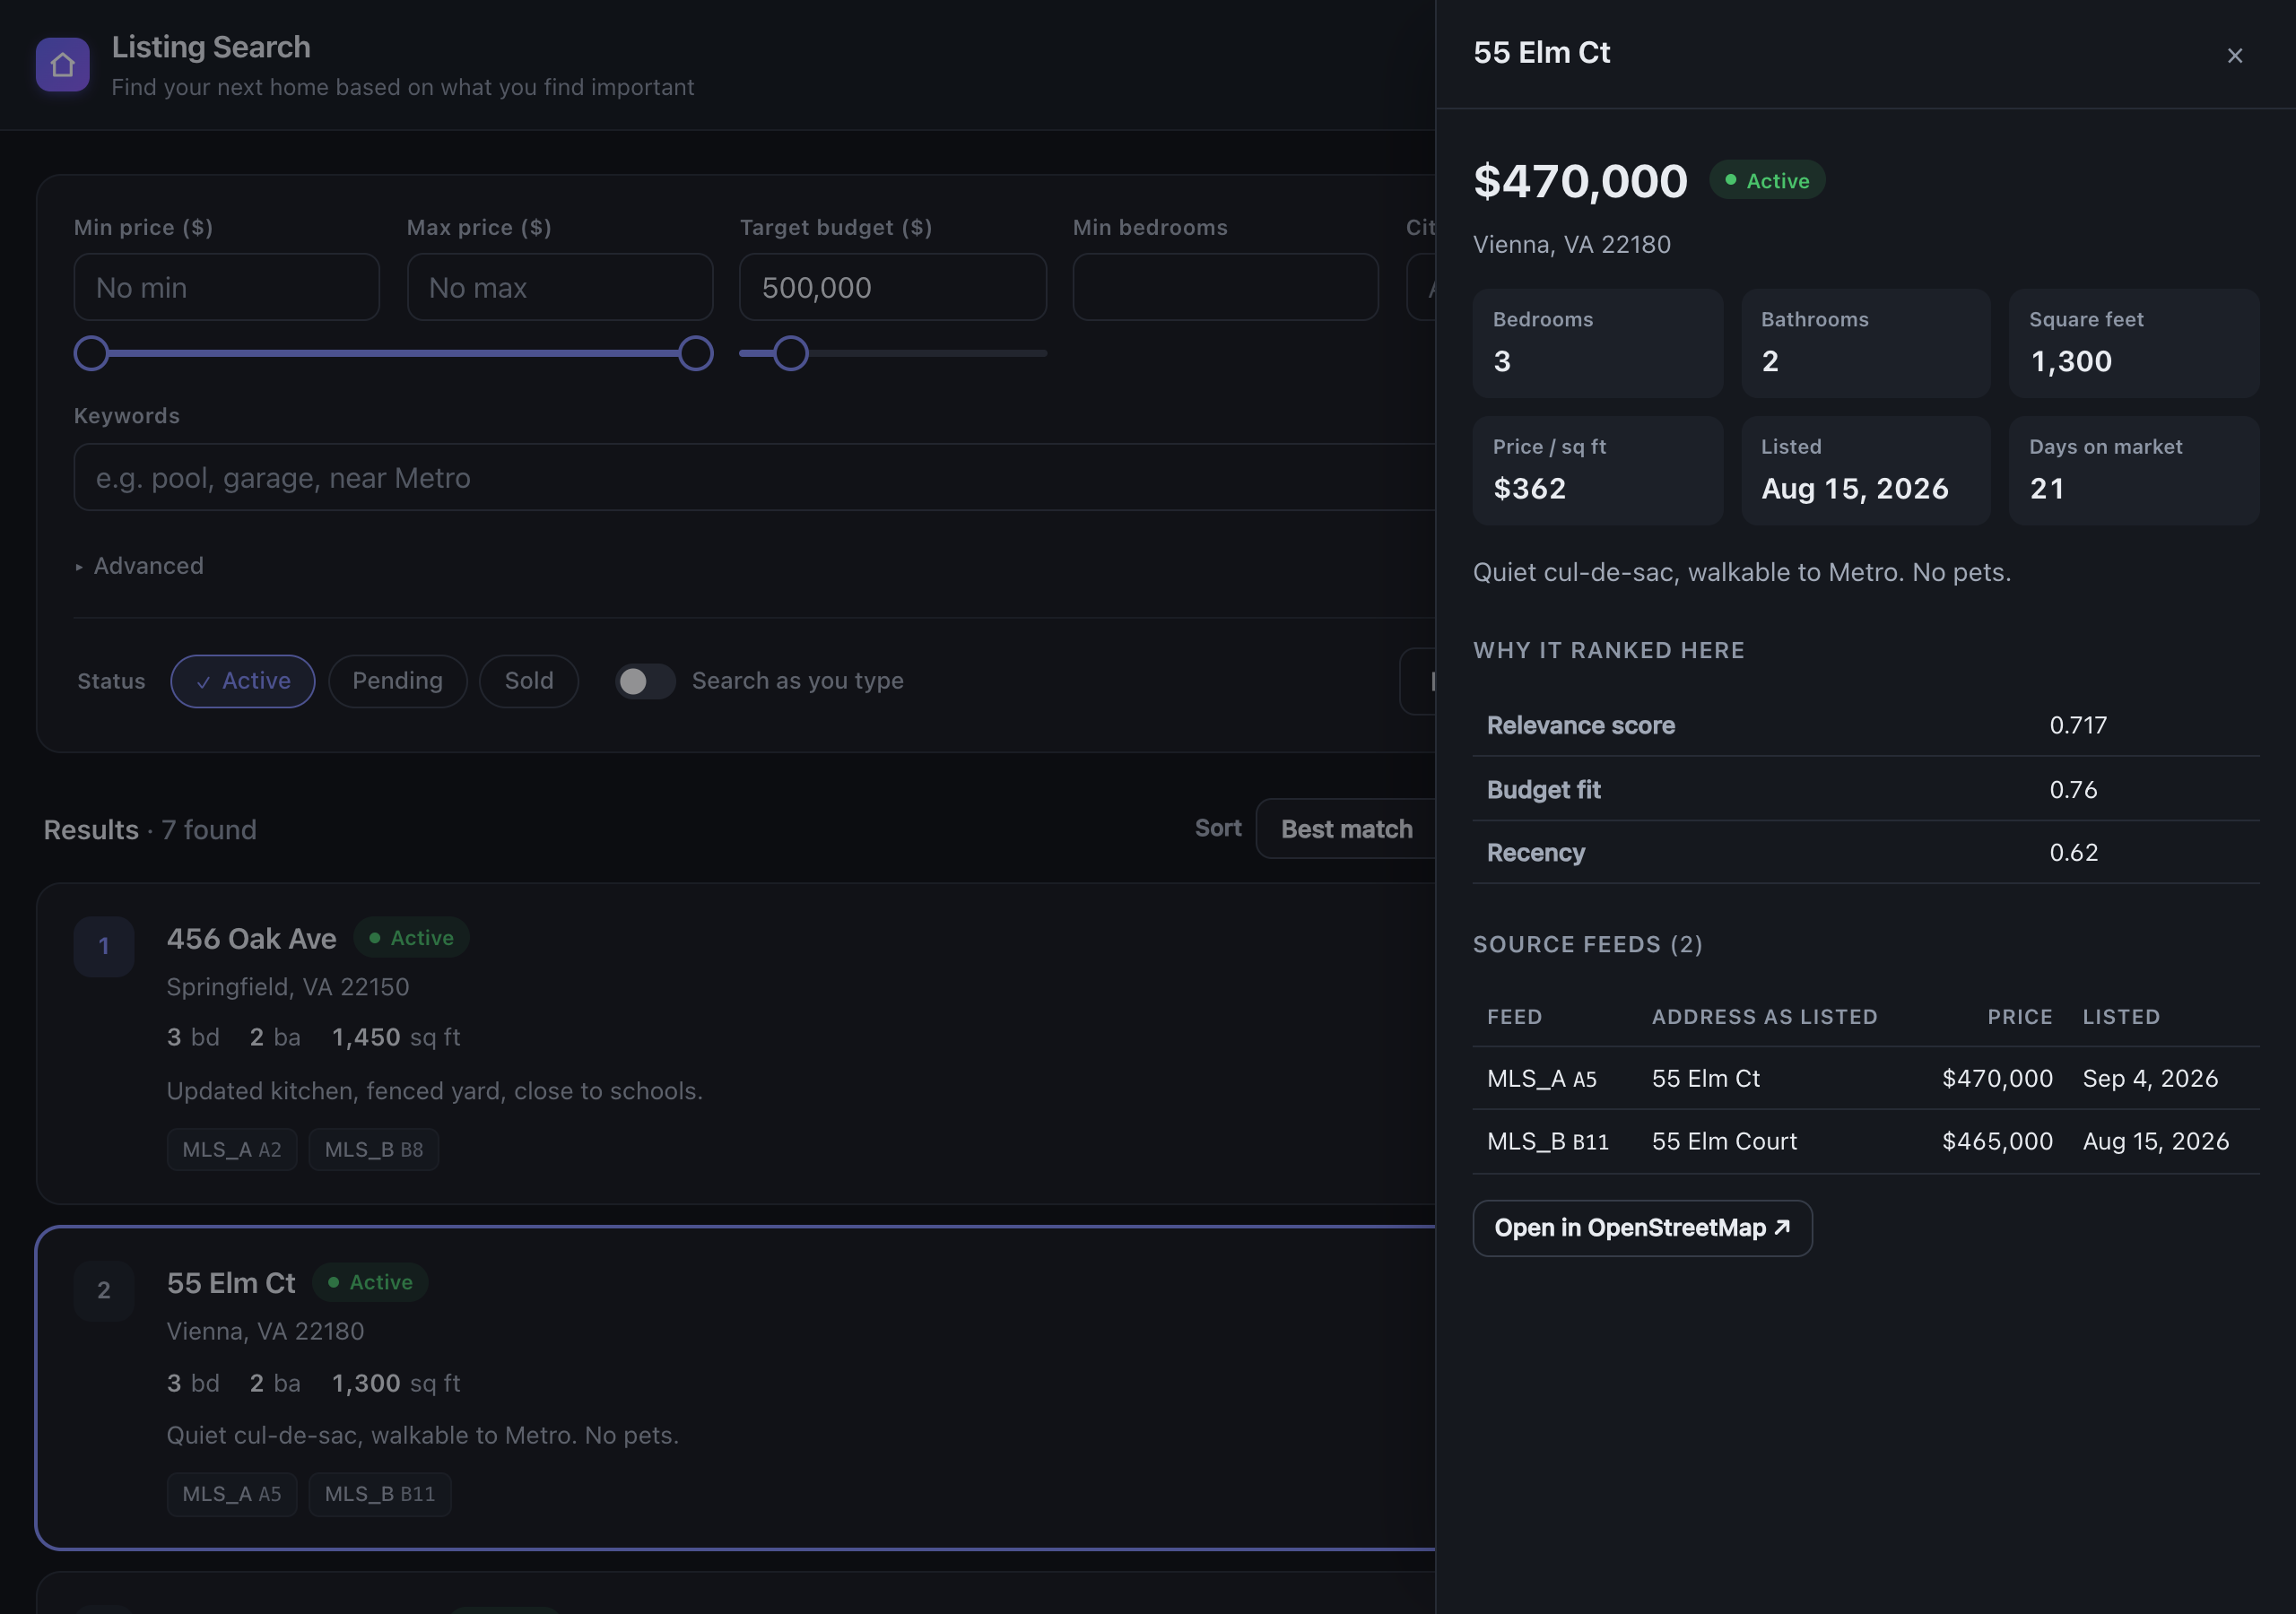 Listing Search
Find your next home based on what you find important
Min price ($)
Max price ($)
Target budget ($)
Min bedrooms
No min
No max
500,000
Keywords
e.g. pool, garage, near Metro
Advanced
Status
✓ Active
Pending
Sold
Search as you type
Results · 7 found
Sort
Best match
1
456 Oak Ave
Active
Springfield, VA 22150
3 bd 2 ba 1,450 sq ft
Updated kitchen, fenced yard, close to schools.
MLS_A A2
MLS_B B8
2
55 Elm Ct
Active
Vienna, VA 22180
3 bd 2 ba 1,300 sq ft
Quiet cul-de-sac, walkable to Metro. No pets.
MLS_A A5
MLS_B B11
55 Elm Ct
×
$470,000
Active
Vienna, VA 22180
Bedrooms
3
Bathrooms
2
Square feet
1,300
Price / sq ft
$362
Listed
Aug 15, 2026
Days on market
21
Quiet cul-de-sac, walkable to Metro. No pets.
WHY IT RANKED HERE
Relevance score 0.717
Budget fit 0.76
Recency 0.62
SOURCE FEEDS (2)
FEED ADDRESS AS LISTED PRICE LISTED
MLS_A A5 55 Elm Ct $470,000 Sep 4, 2026
MLS_B B11 55 Elm Court $465,000 Aug 15, 2026
Open in OpenStreetMap ↗